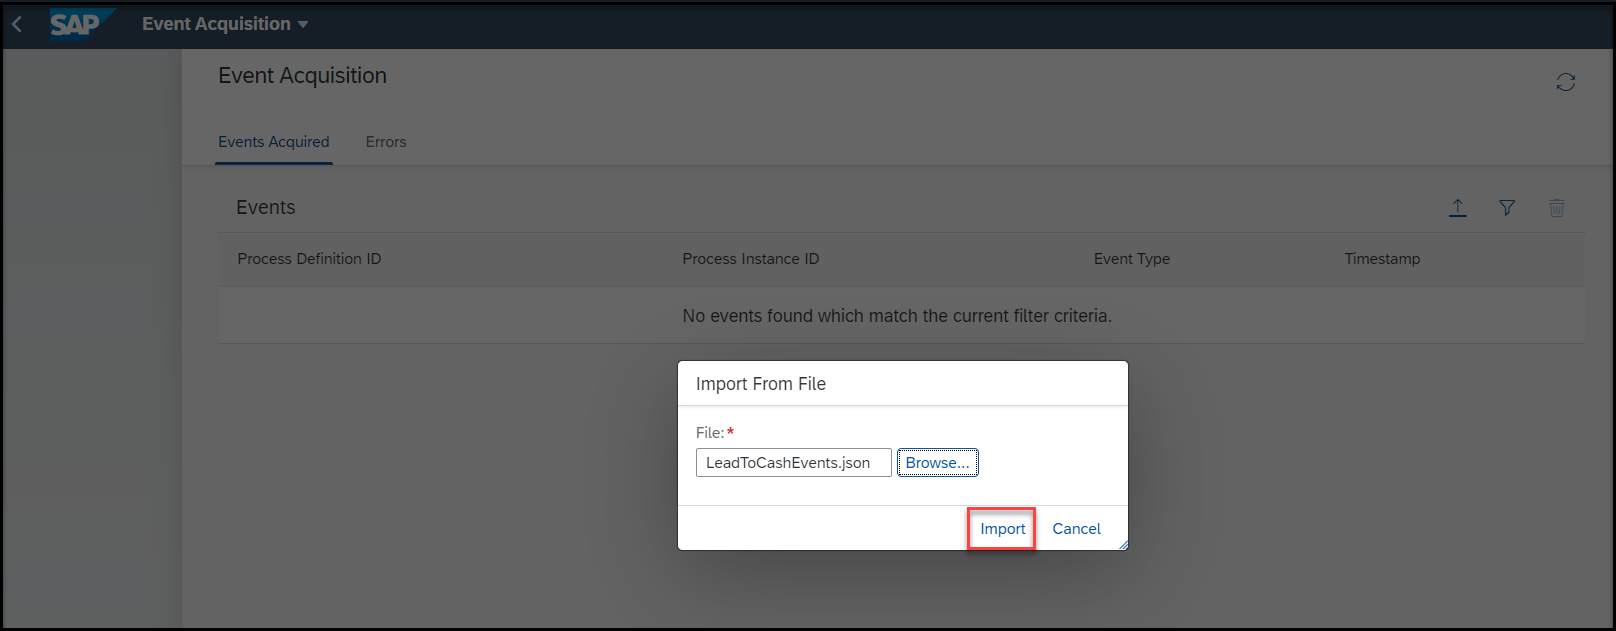 SAP Event Acquisition
Event Acquisition
Events Acquired Errors
Events
Process Definition ID Process Instance ID Event Type Timestamp
No events found which match the current filter criteria.
Import From File
File:*
LeadToCashEvents.json Browse...
Import Cancel